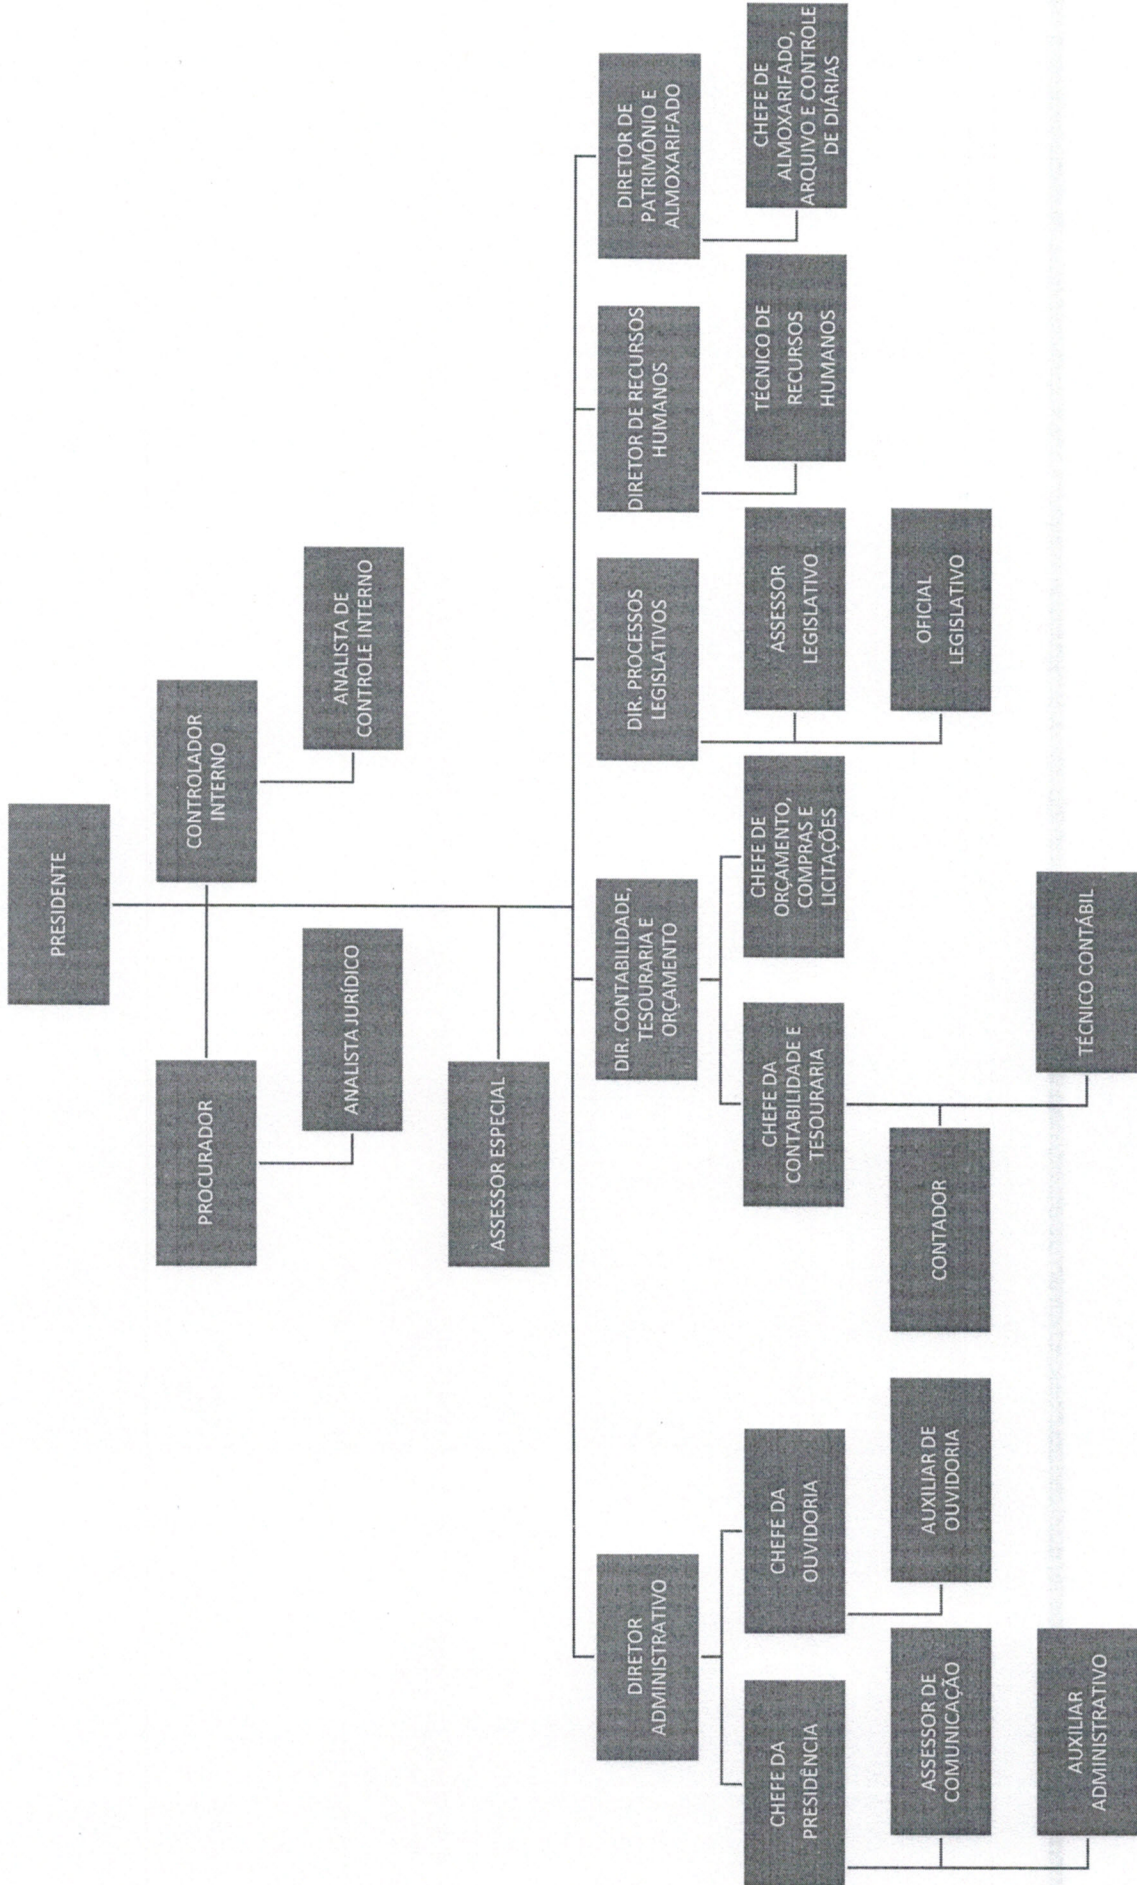 PRESIDENTE
PROCURADOR
CONTROLADOR
INTERNO
ANALISTA JURÍDICO
ANALISTA DE
CONTROLE INTERNO
ASSESSOR ESPECIAL
DIRETOR
ADMINISTRATIVO
DIR. CONTABILIDADE,
TESOURARIA E
ORÇAMENTO
DIR. PROCESSOS
LEGISLATIVOS
DIRETOR DE RECURSOS
HUMANOS
DIRETOR DE
PATRIMÔNIO E
ALMOXARIFADO
CHEFE DA
PRESIDÊNCIA
CHEFE DA
OUVIDORIA
CHEFE DA
CONTABILIDADE E
TESOURARIA
CHEFE DE
ORÇAMENTO,
COMPRAS E
LICITAÇÕES
ASSESSOR
LEGISLATIVO
TÉCNICO DE
RECURSOS
HUMANOS
CHEFE DE
ALMOXARIFADO,
ARQUIVO E CONTROLE
DE DIÁRIAS
ASSESSOR DE
COMUNICAÇÃO
AUXILIAR DE
OUVIDORIA
CONTADOR
OFICIAL
LEGISLATIVO
AUXILIAR
ADMINISTRATIVO
TÉCNICO CONTÁBIL